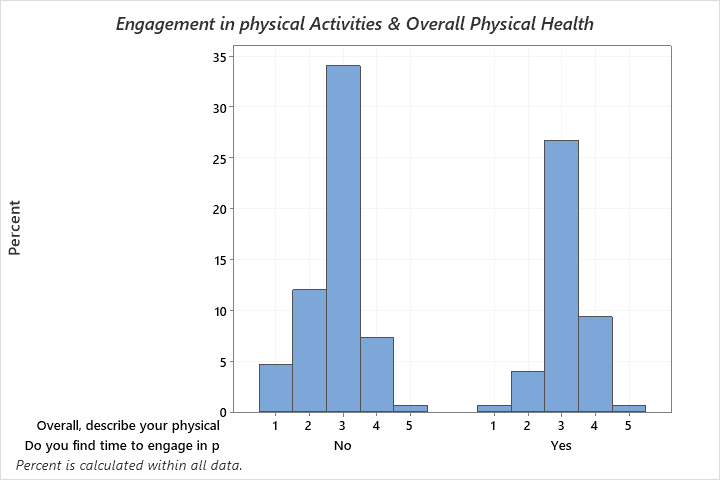 Engagement in physical Activities & Overall Physical Health
Percent
35
30
25
20
15
10
5
0
Overall, describe your physical 1 2 3 4 5 1 2 3 4 5
Do you find time to engage in p No Yes
Percent is calculated within all data.